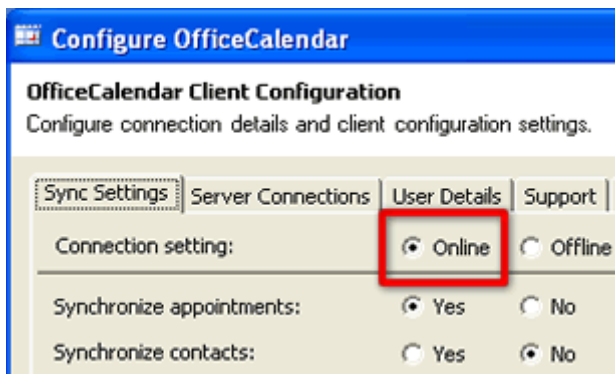 Configure OfficeCalendar
OfficeCalendar Client Configuration
Configure connection details and client configuration settings.
Sync Settings Server Connections User Details Support
Connection setting: Online Offline
Synchronize appointments: Yes No
Synchronize contacts: Yes No